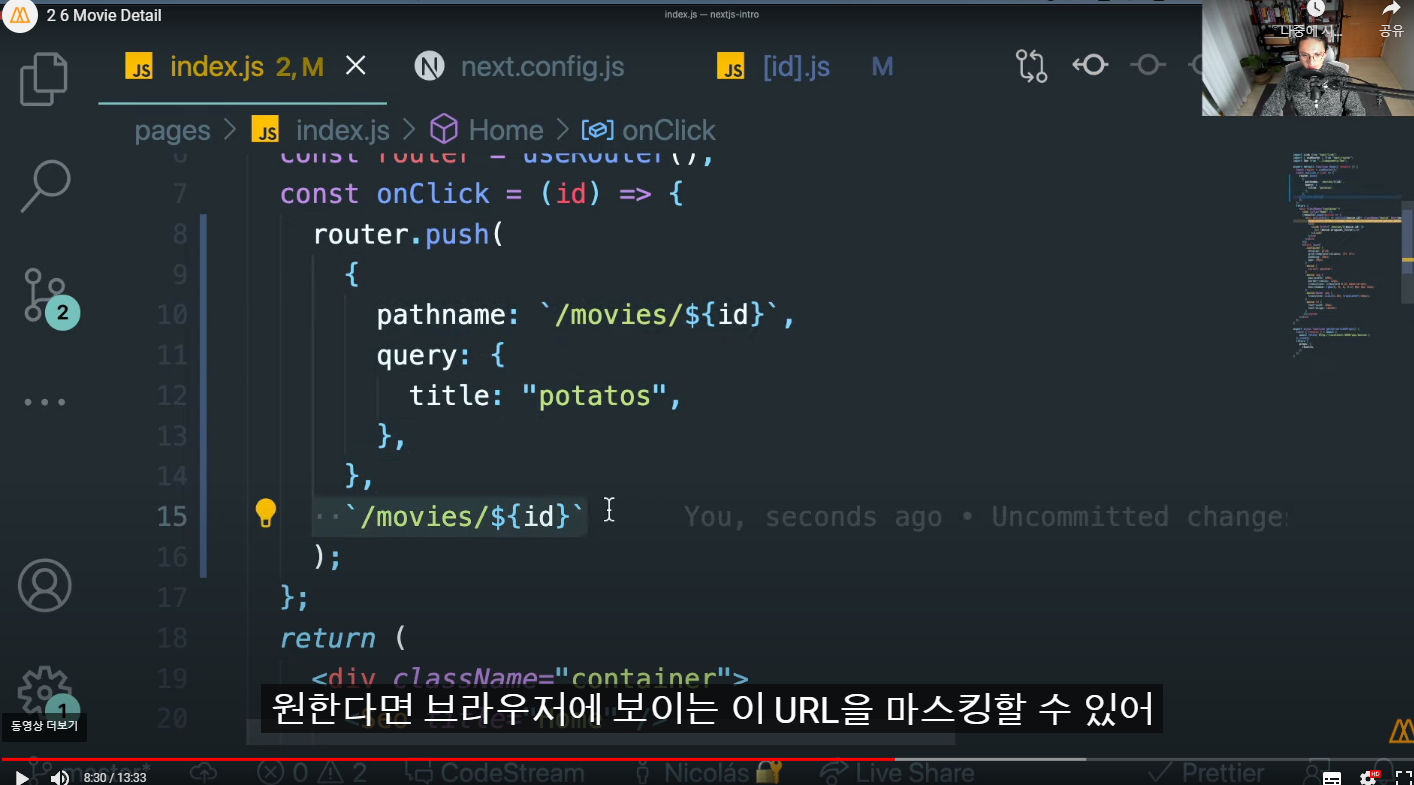 2 6 Movie Detail
index.js — nextjs-intro
나중에 시...
공유
index.js 2, M
next.config.js
[id].js M
pages > index.js > Home > onClick
6 const router = useRouter();
7 const onClick = (id) => {
8 router.push(
9 {
10 pathname: `/movies/${id}`,
11 query: {
12 title: "potatos",
13 },
14 },
15 `/movies/${id}` You, seconds ago • Uncommitted change
16 );
17 };
18 return (
19 <div className="container">
20 <Seo title="Home" />
원한다면 브라우저에 보이는 이 URL을 마스킹할 수 있어
2
1
동영상 더보기
8:30 / 13:33
master*
0 2
CodeStream
Nicolás
Live Share
Prettier
HD